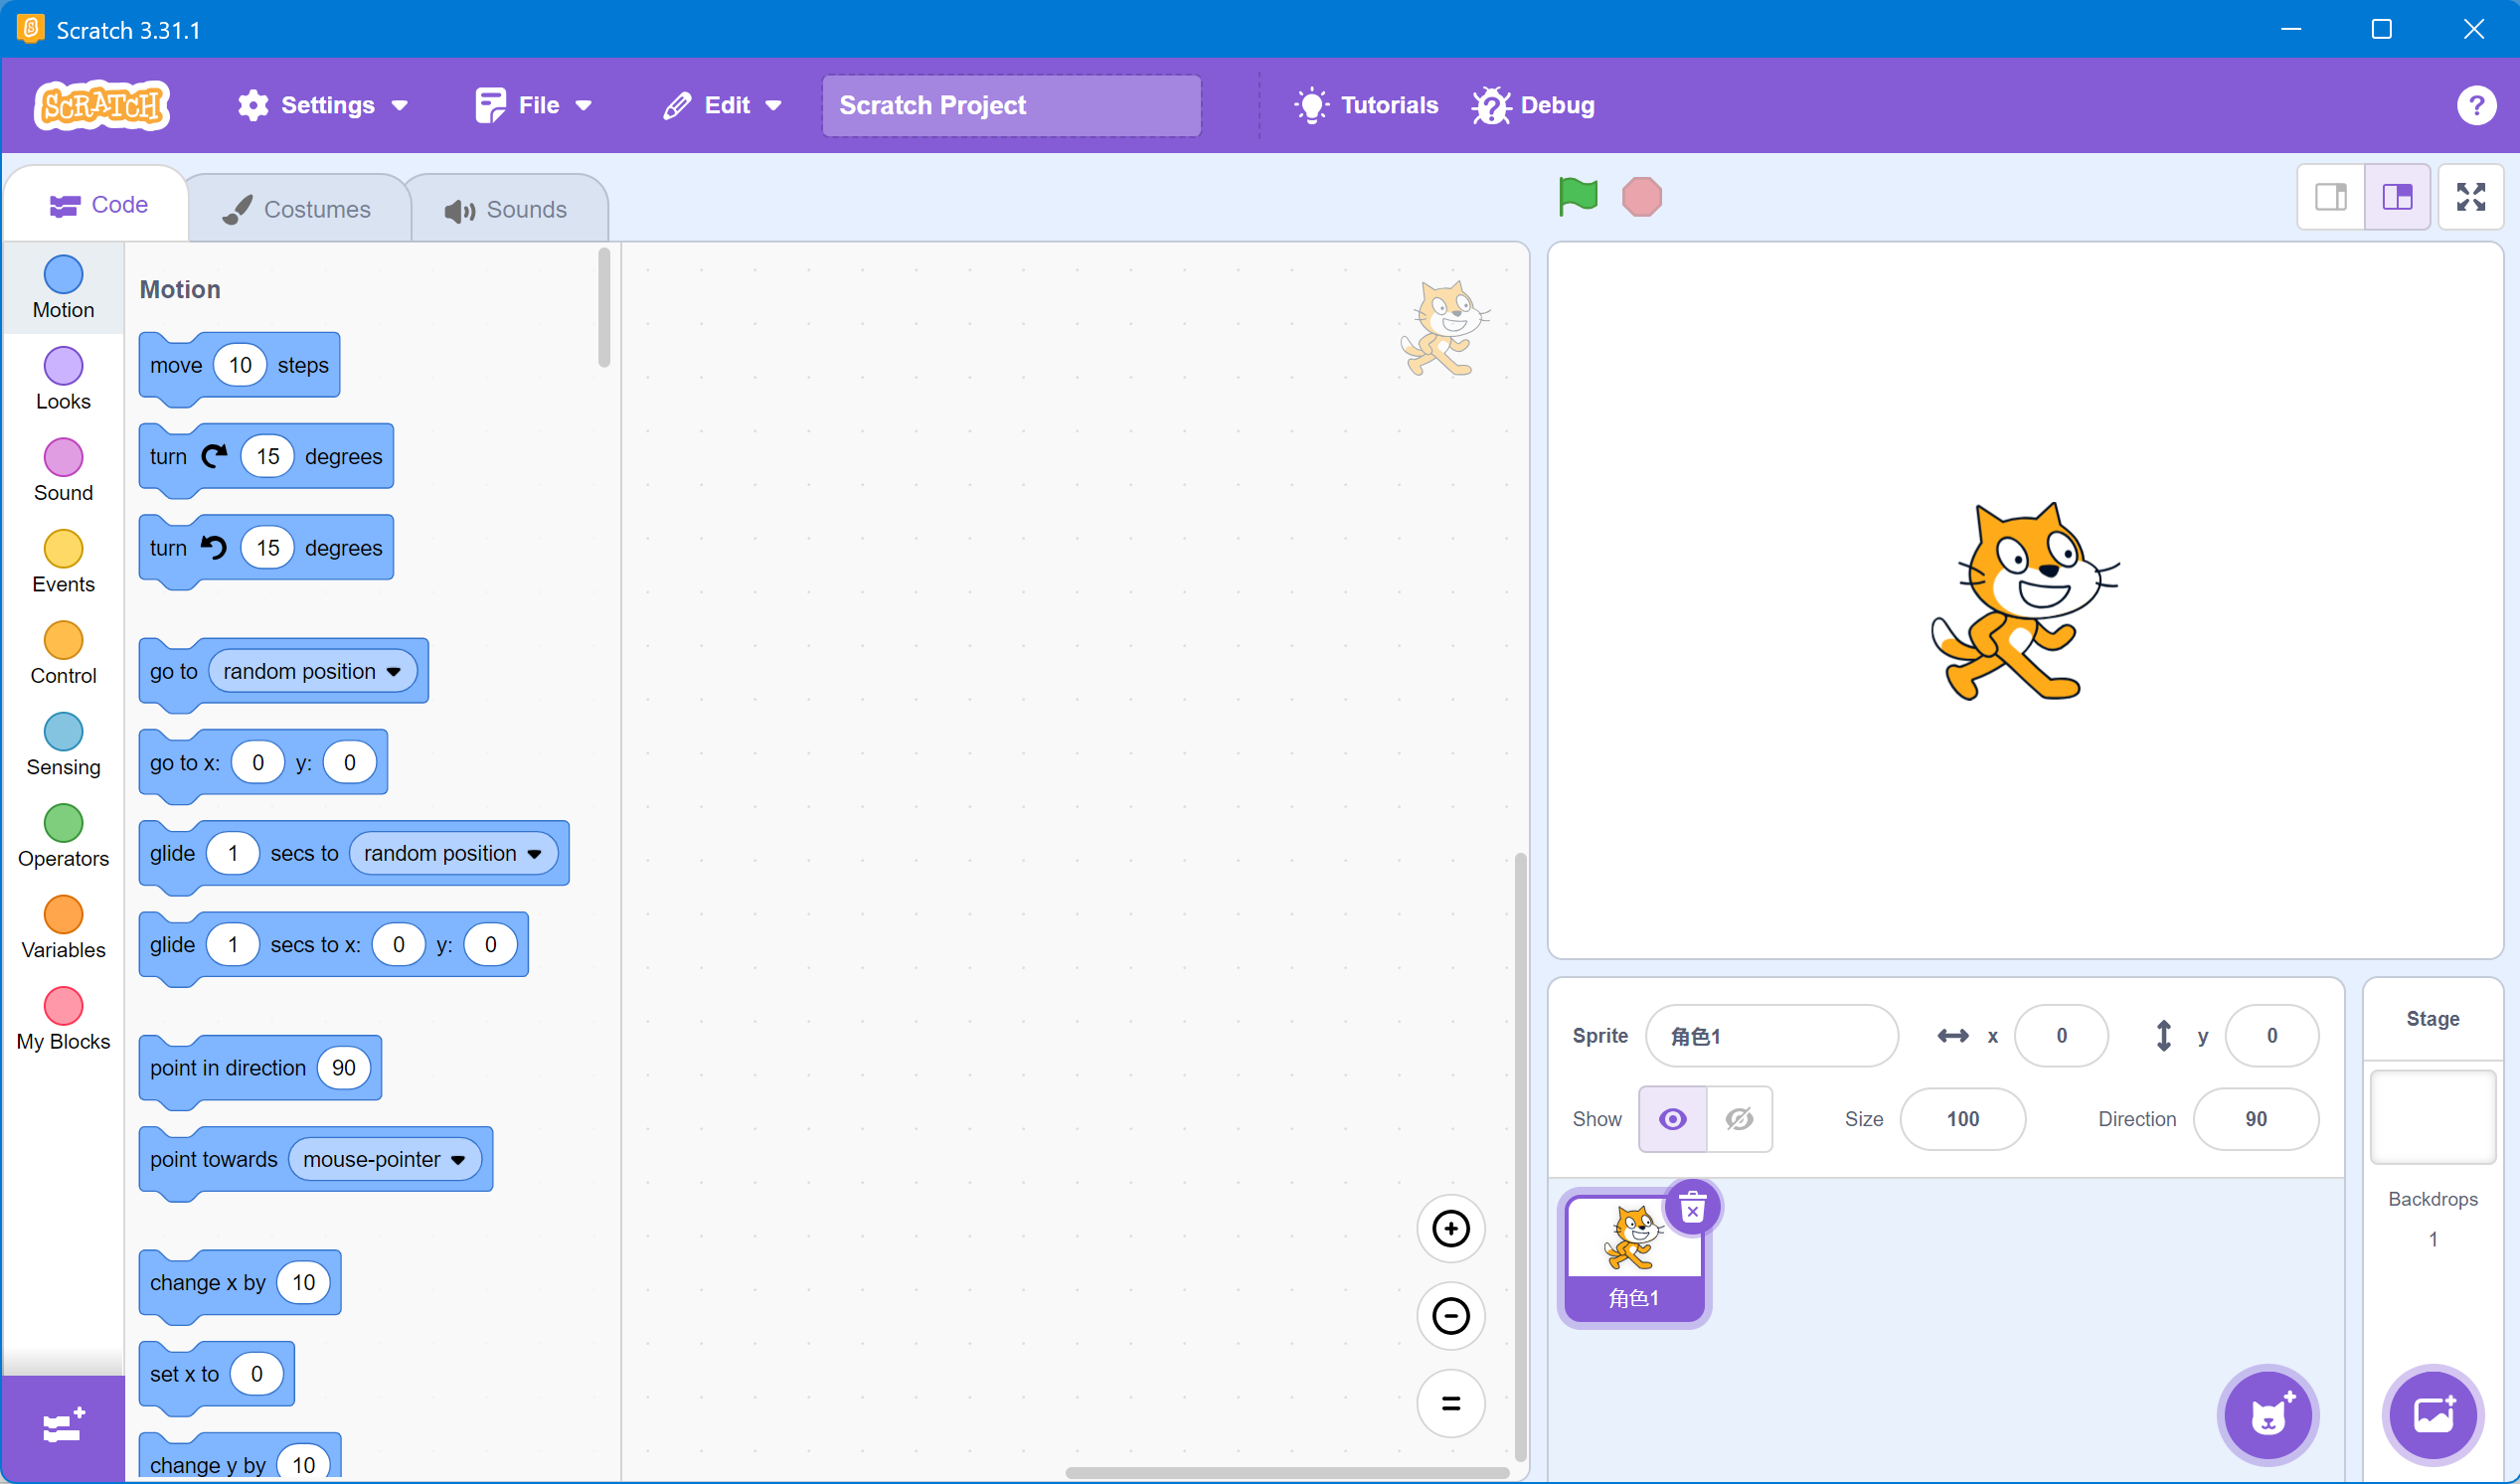 Scratch 3.31.1
SCRATCH
Settings
File
Edit
Scratch Project
Tutorials
Debug
?
Code
Costumes
Sounds
Motion
Looks
Sound
Events
Control
Sensing
Operators
Variables
My Blocks
Motion
move 10 steps
turn 15 degrees
turn 15 degrees
go to random position
go to x: 0 y: 0
glide 1 secs to random position
glide 1 secs to x: 0 y: 0
point in direction 90
point towards mouse-pointer
change x by 10
set x to 0
change y by 10
Sprite 角色1 x 0 y 0
Show Size 100 Direction 90
角色1
Stage
Backdrops
1